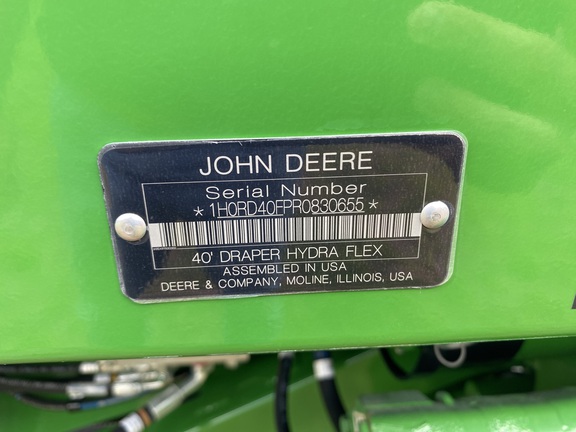 JOHN DEERE
Serial Number
*1H0RD40FPR0830655*
40' DRAPER HYDRA FLEX
ASSEMBLED IN USA
DEERE & COMPANY, MOLINE, ILLINOIS, USA